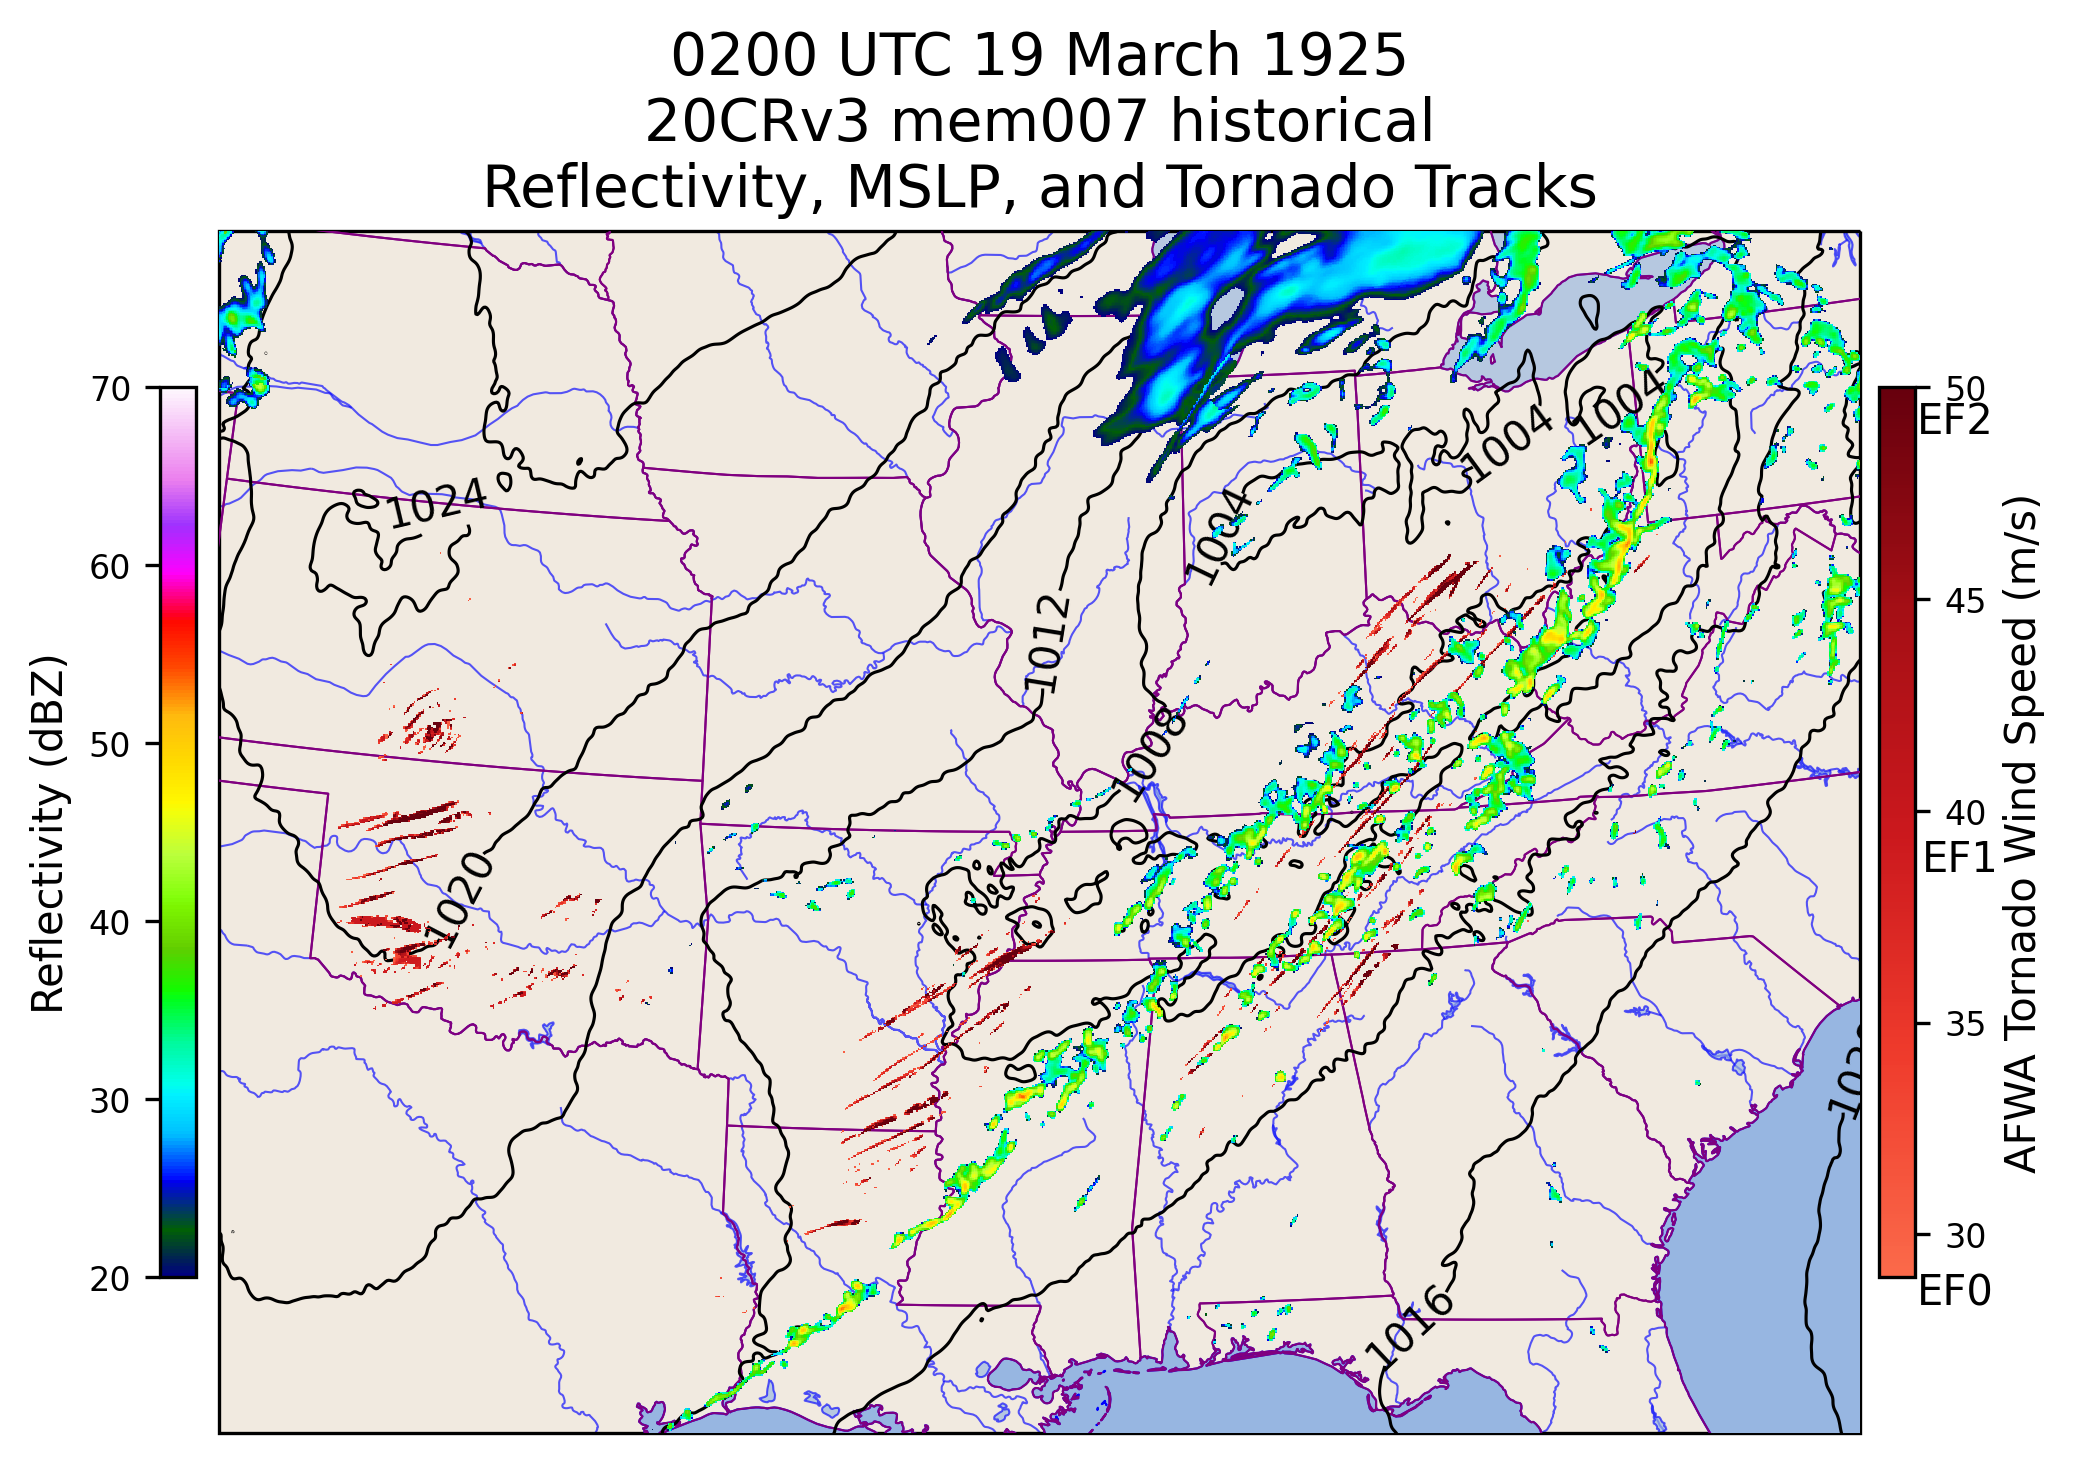 0200 UTC 19 March 1925
20CRv3 mem007 historical
Reflectivity, MSLP, and Tornado Tracks
Reflectivity (dBZ)
70
60
50
40
30
20
1024
1020
1012
1008
1004
1004
1004
1016
50
EF2
45
40
EF1
35
30
EF0
AFWA Tornado Wind Speed (m/s)